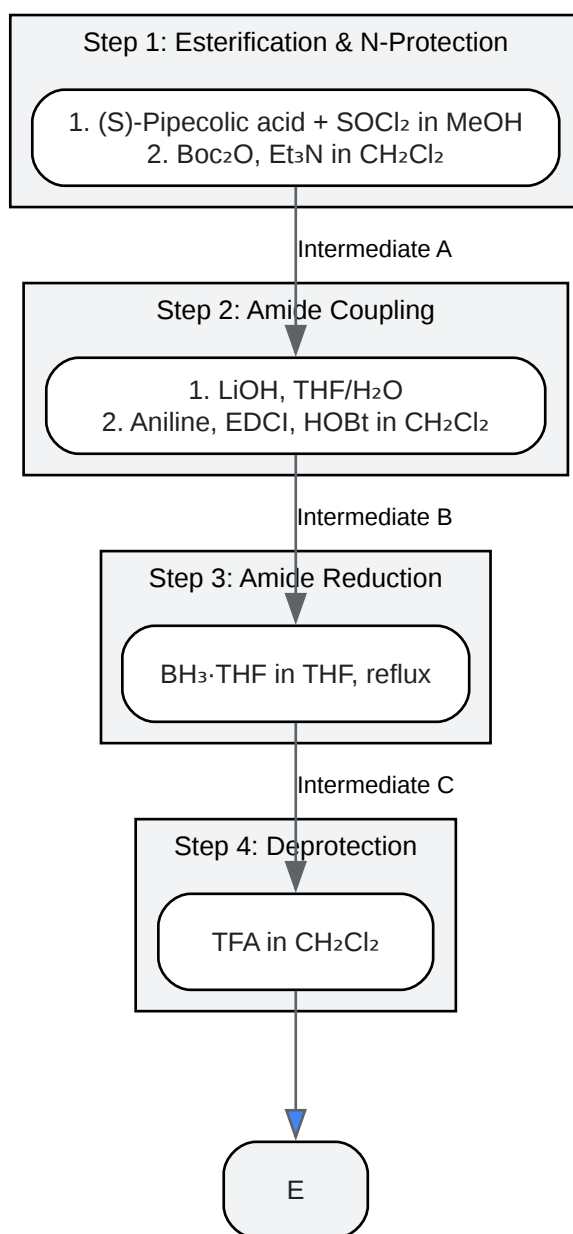 Step 1: Esterification & N-Protection
1. (S)-Pipecolic acid + SOCl₂ in MeOH
2. Boc₂O, Et₃N in CH₂Cl₂
Intermediate A
Step 2: Amide Coupling
1. LiOH, THF/H₂O
2. Aniline, EDCI, HOBt in CH₂Cl₂
Intermediate B
Step 3: Amide Reduction
BH₃·THF in THF, reflux
Intermediate C
Step 4: Deprotection
TFA in CH₂Cl₂
E